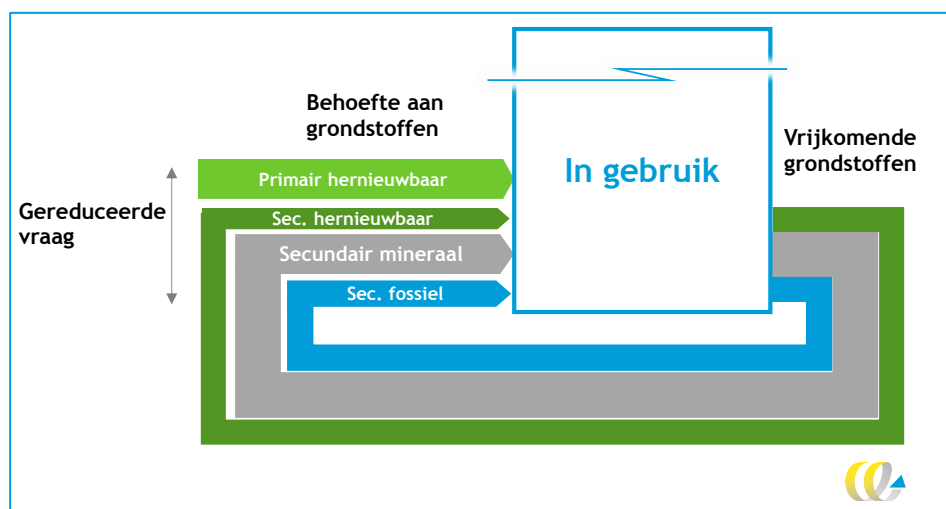 Behoefte aan
grondstoffen
Vrijkomende
grondstoffen
In gebruik
Primair hernieuwbaar
Gereduceerde
vraag
Sec. hernieuwbaar
Secundair mineraal
Sec. fossiel